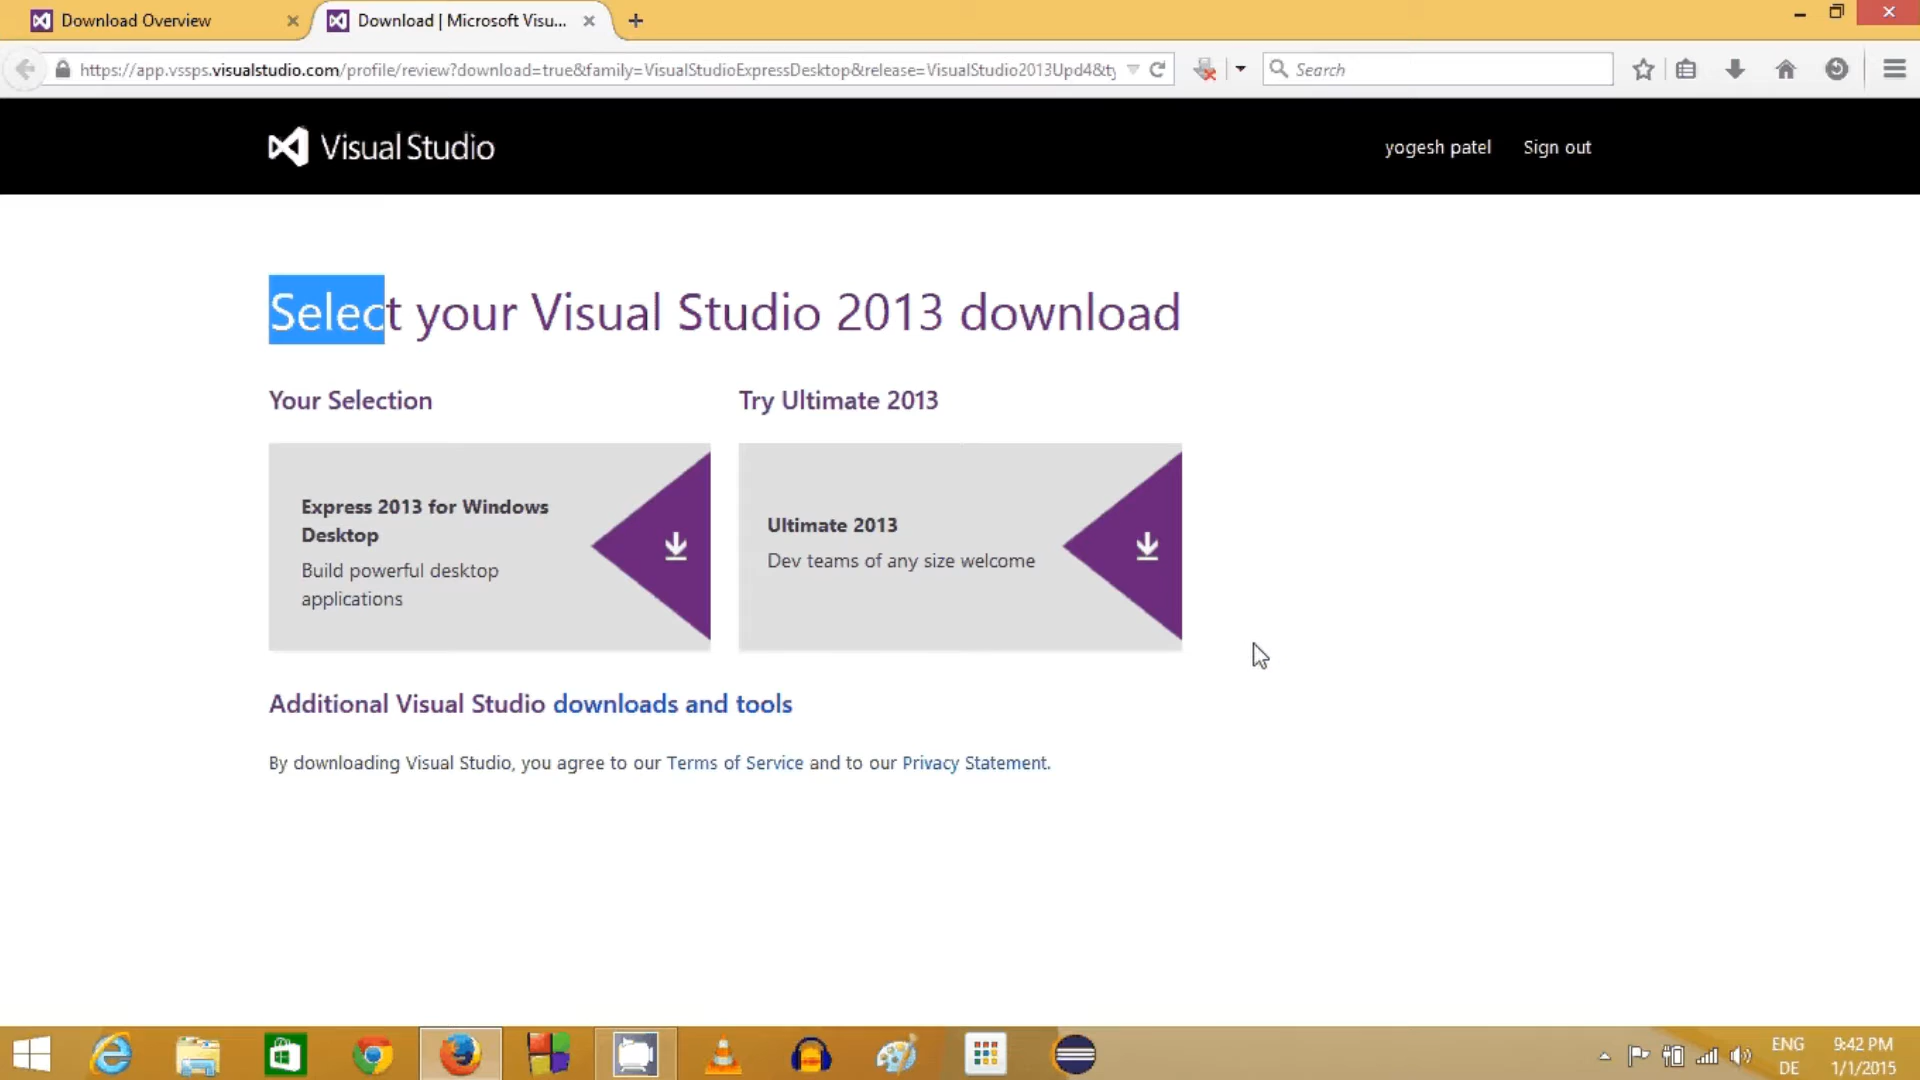 Download Overview
Download | Microsoft Visu...
https://app.vssps.visualstudio.com/profile/review?download=true&family=VisualStudioExpressDesktop&release=VisualStudio2013Upd4&ty
Search
Visual Studio
yogesh patel
Sign out
Select your Visual Studio 2013 download
Your Selection
Try Ultimate 2013
Express 2013 for Windows
Desktop
Build powerful desktop
applications
Ultimate 2013
Dev teams of any size welcome
Additional Visual Studio downloads and tools
By downloading Visual Studio, you agree to our Terms of Service and to our Privacy Statement.
ENG
DE
9:42 PM
1/1/2015